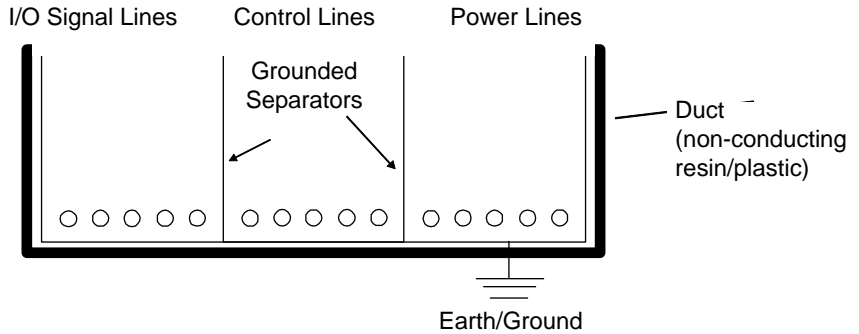 I/O Signal Lines
Control Lines
Power Lines
Grounded
Separators
Duct
(non-conducting
resin/plastic)
Earth/Ground